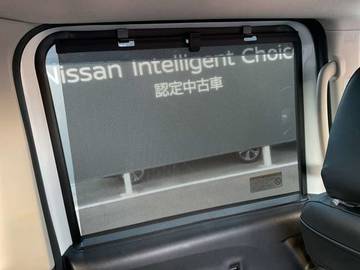 Nissan Intelligent Choic
認定中古車